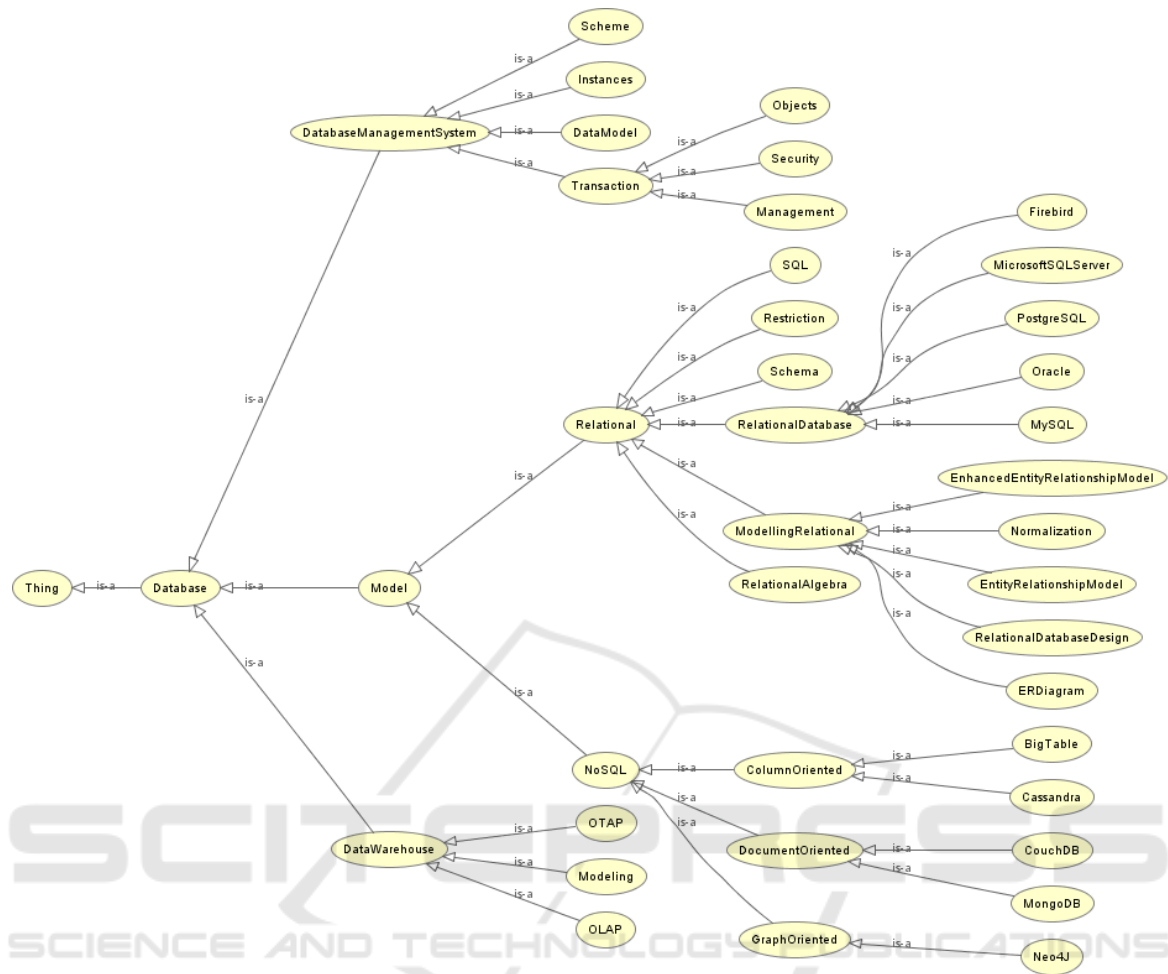 Scheme
is-a
Instances
is-a
DatabaseManagementSystem
is-a
DataModel
is-a
Transaction
Objects
is-a
Security
is-a
Management
is-a
Firebird
is-a
MicrosoftSQLServer
is-a
PostgreSQL
is-a
Oracle
is-a
MySQL
is-a
SQL
is-a
Restriction
is-a
Schema
is-a
Relational
is-a
RelationalDatabase
is-a
ModellingRelational
is-a
RelationalAlgebra
is-a
EnhancedEntityRelationshipModel
is-a
Normalization
is-a
EntityRelationshipModel
is-a
RelationalDatabaseDesign
is-a
ERDiagram
is-a
is-a
is-a
Thing
is-a
Database
is-a
Model
is-a
is-a
NoSQL
is-a
ColumnOriented
is-a
BigTable
is-a
Cassandra
is-a
DocumentOriented
is-a
CouchDB
is-a
MongoDB
is-a
GraphOriented
is-a
Neo4J
DataWarehouse
is-a
OTAP
is-a
Modeling
is-a
OLAP
SCITEPRESS
SCIENCE AND TECHNOLOGY PUBLICATIONS